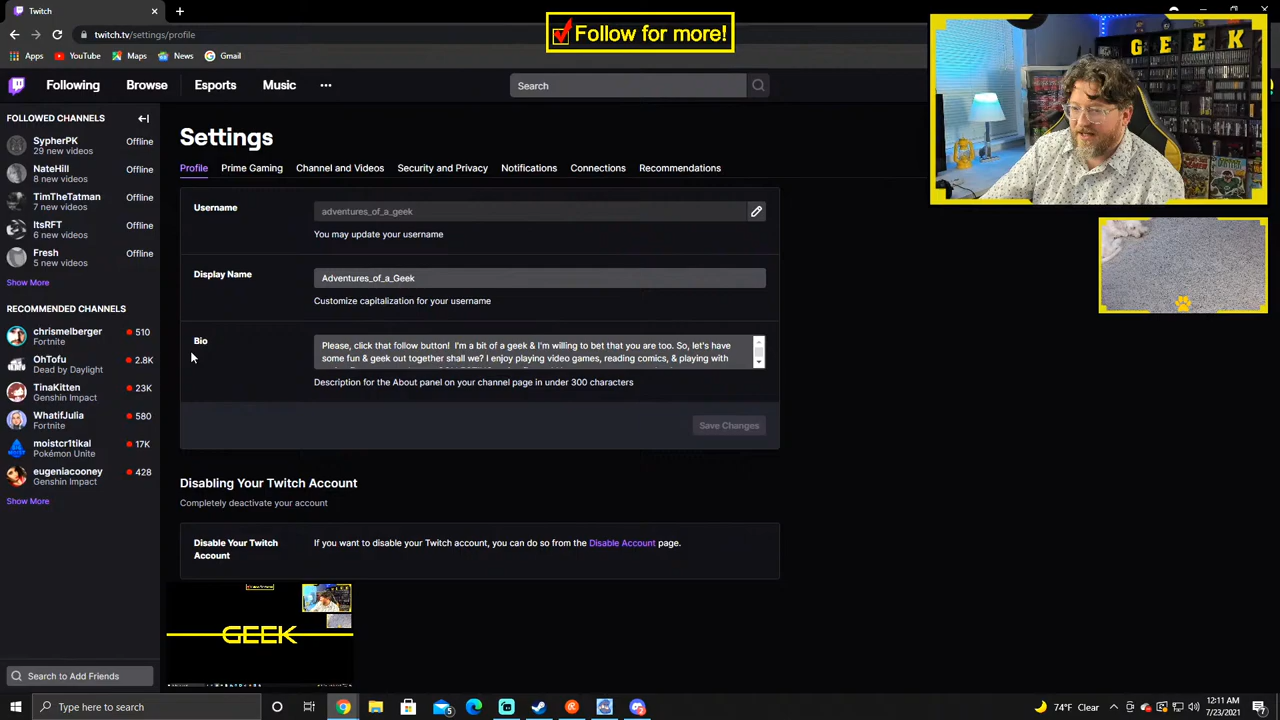 Twitch
twitch.tv/settings/profile
Apps
YouTube
Maps
News
Gmail
Follow for more!
GEEK
Following
Browse
Esports
Music
Search
FOLLOWED CHANNELS
SypherPK
Offline
29 new videos
NateHill
Offline
8 new videos
TimTheTatman
Offline
7 new videos
ItsRFT
Offline
6 new videos
Fresh
Offline
5 new videos
Show More
RECOMMENDED CHANNELS
chrismelberger
510
Fortnite
OhTofu
2.8K
Dead by Daylight
TinaKitten
23K
Genshin Impact
WhatifJulia
580
Fortnite
moistcr1tikal
17K
Pokémon Unite
eugeniacooney
428
Genshin Impact
Show More
Search to Add Friends
Settings
Profile
Prime Gaming
Channel and Videos
Security and Privacy
Notifications
Connections
Recommendations
Username
adventures_of_a_geek
You may update your username
Display Name
Adventures_of_a_Geek
Customize capitalization for your username
Bio
Please, click that follow button! I'm a bit of a geek & I'm willing to bet that you are too. So, let's have
some fun & geek out together shall we? I enjoy playing video games, reading comics, & playing with
Description for the About panel on your channel page in under 300 characters
Save Changes
Disabling Your Twitch Account
Completely deactivate your account
Disable Your Twitch
Account
If you want to disable your Twitch account, you can do so from the Disable Account page.
GEEK
Type here to search
74°F Clear
12:11 AM
7/23/2021